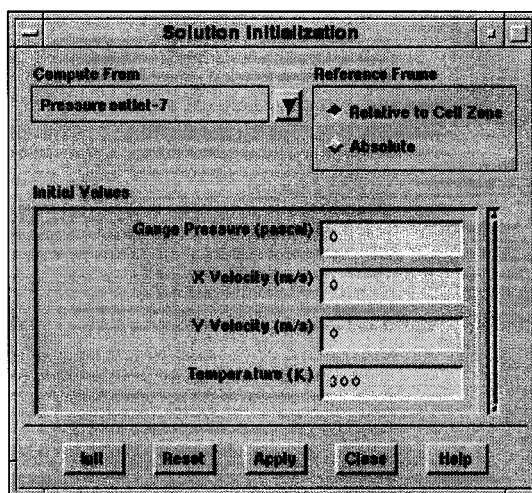 Solution Initialization
Compute From
Reference Frame
Pressure outlet-7
Relative to Cell Zone
Absolute
Initial Values
Gauge Pressure (pascal)
0
X Velocity (m/s)
0
Y Velocity (m/s)
0
Temperature (K)
300
Init
Reset
Apply
Close
Help